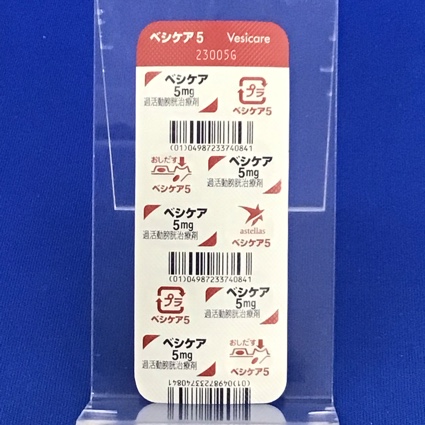 ベシケア5 Vesicare
23005G
ベシケア
5mg
過活動膀胱治療剤
プラ
ベシケア5
(01)04987233740841
おしだす
ベシケア5
ベシケア
5mg
過活動膀胱治療剤
ベシケア
5mg
過活動膀胱治療剤
astellas
ベシケア5
(01)04987233740841
プラ
ベシケア5
ベシケア
5mg
過活動膀胱治療剤
ベシケア
5mg
過活動膀胱治療剤
おしだす
ベシケア5
(01)04987233740841